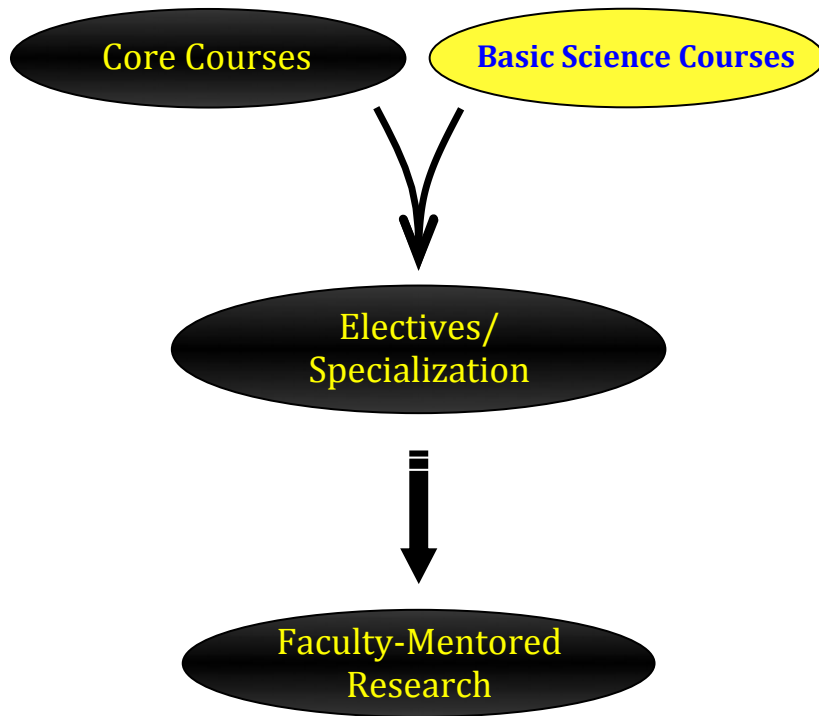 Core Courses
Basic Science Courses
Electives/
Specialization
Faculty-Mentored
Research